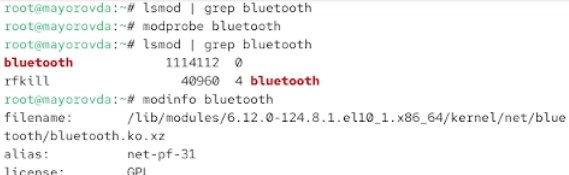 root@mayorovda:~# lsmod | grep bluetooth
root@mayorovda:~# modprobe bluetooth
root@mayorovda:~# lsmod | grep bluetooth
bluetooth            1114112  0
rfkill                 40960  4 bluetooth
root@mayorovda:~# modinfo bluetooth
filename:       /lib/modules/6.12.0-124.8.1.el10_1.x86_64/kernel/net/blue
tooth/bluetooth.ko.xz
alias:          net-pf-31
license:        GPL